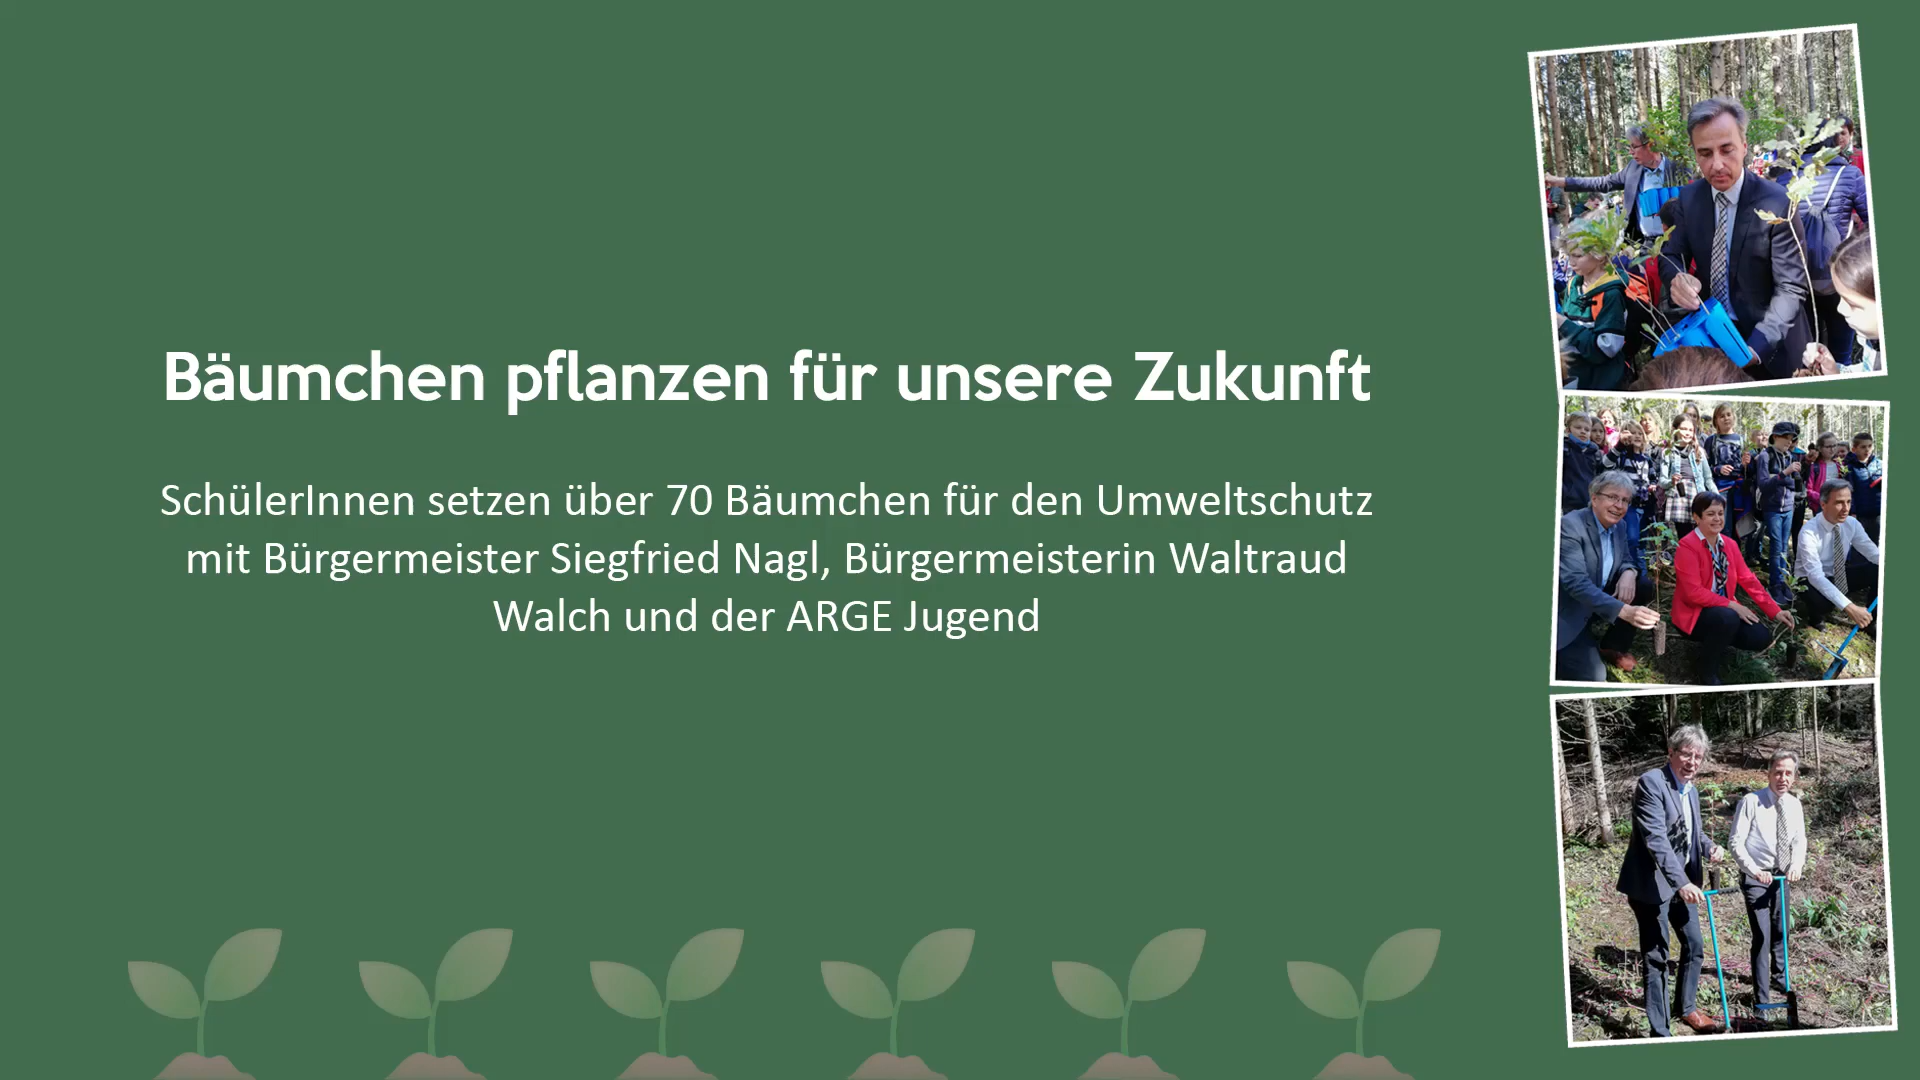 Bäumchen pflanzen für unsere Zukunft
SchülerInnen setzen über 70 Bäumchen für den Umweltschutz
mit Bürgermeister Siegfried Nagl, Bürgermeisterin Waltraud
Walch und der ARGE Jugend